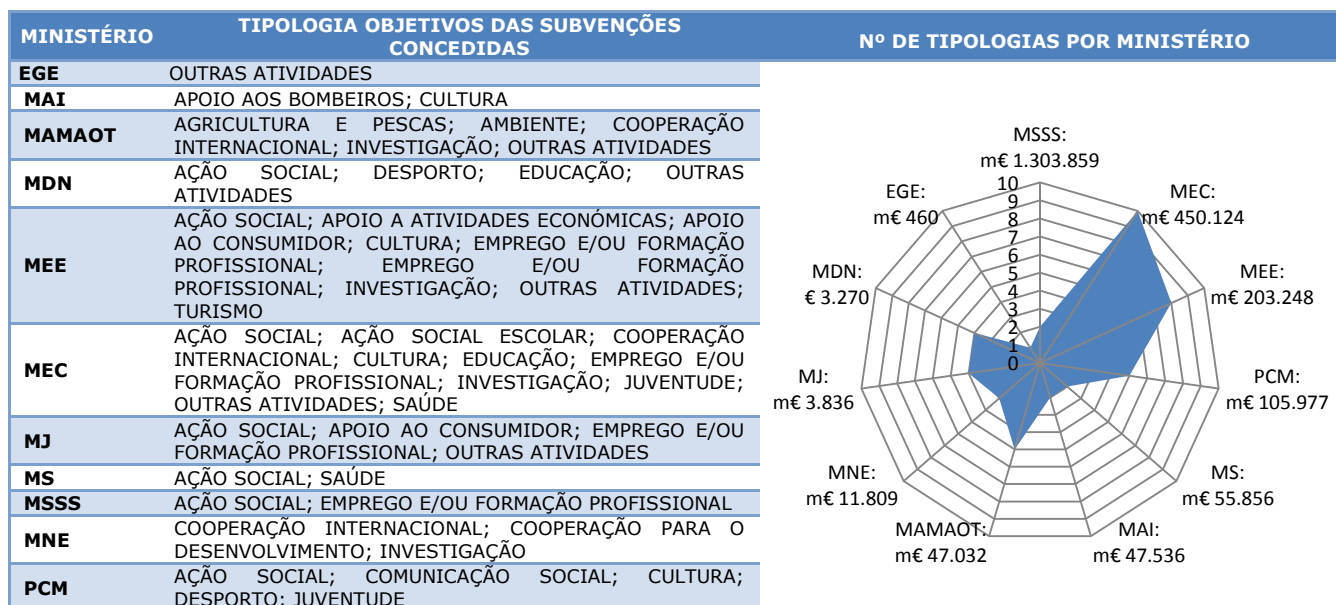 MINISTÉRIO
TIPOLOGIA OBJETIVOS DAS SUBVENÇÕES
CONCEDIDAS
Nº DE TIPOLOGIAS POR MINISTÉRIO
EGE
OUTRAS ATIVIDADES
MAI
APOIO AOS BOMBEIROS; CULTURA
MAMAOT
AGRICULTURA E PESCAS; AMBIENTE; COOPERAÇÃO
INTERNACIONAL; INVESTIGAÇÃO; OUTRAS ATIVIDADES
MDN
AÇÃO SOCIAL; DESPORTO; EDUCAÇÃO; OUTRAS
ATIVIDADES
MEE
AÇÃO SOCIAL; APOIO A ATIVIDADES ECONÓMICAS; APOIO
AO CONSUMIDOR; CULTURA; EMPREGO E/OU FORMAÇÃO
PROFISSIONAL; EMPREGO E/OU FORMAÇÃO
PROFISSIONAL; INVESTIGAÇÃO; OUTRAS ATIVIDADES;
TURISMO
MEC
AÇÃO SOCIAL; AÇÃO SOCIAL ESCOLAR; COOPERAÇÃO
INTERNACIONAL; CULTURA; EDUCAÇÃO; EMPREGO E/OU
FORMAÇÃO PROFISSIONAL; INVESTIGAÇÃO; JUVENTUDE;
OUTRAS ATIVIDADES; SAÚDE
MJ
AÇÃO SOCIAL; APOIO AO CONSUMIDOR; EMPREGO E/OU
FORMAÇÃO PROFISSIONAL; OUTRAS ATIVIDADES
MS
AÇÃO SOCIAL; SAÚDE
MSSS
AÇÃO SOCIAL; EMPREGO E/OU FORMAÇÃO PROFISSIONAL
MNE
COOPERAÇÃO INTERNACIONAL; COOPERAÇÃO PARA O
DESENVOLVIMENTO; INVESTIGAÇÃO
PCM
AÇÃO SOCIAL; COMUNICAÇÃO SOCIAL; CULTURA;
DESPORTO; JUVENTUDE
MSSS:
m€ 1.303.859
MEC:
m€ 450.124
MEE:
m€ 203.248
PCM:
m€ 105.977
MS:
m€ 55.856
MAI:
m€ 47.536
MAMAOT:
m€ 47.032
MNE:
m€ 11.809
MJ:
m€ 3.836
MDN:
€ 3.270
EGE:
m€ 460
10
9
8
7
6
5
4
3
2
1
0